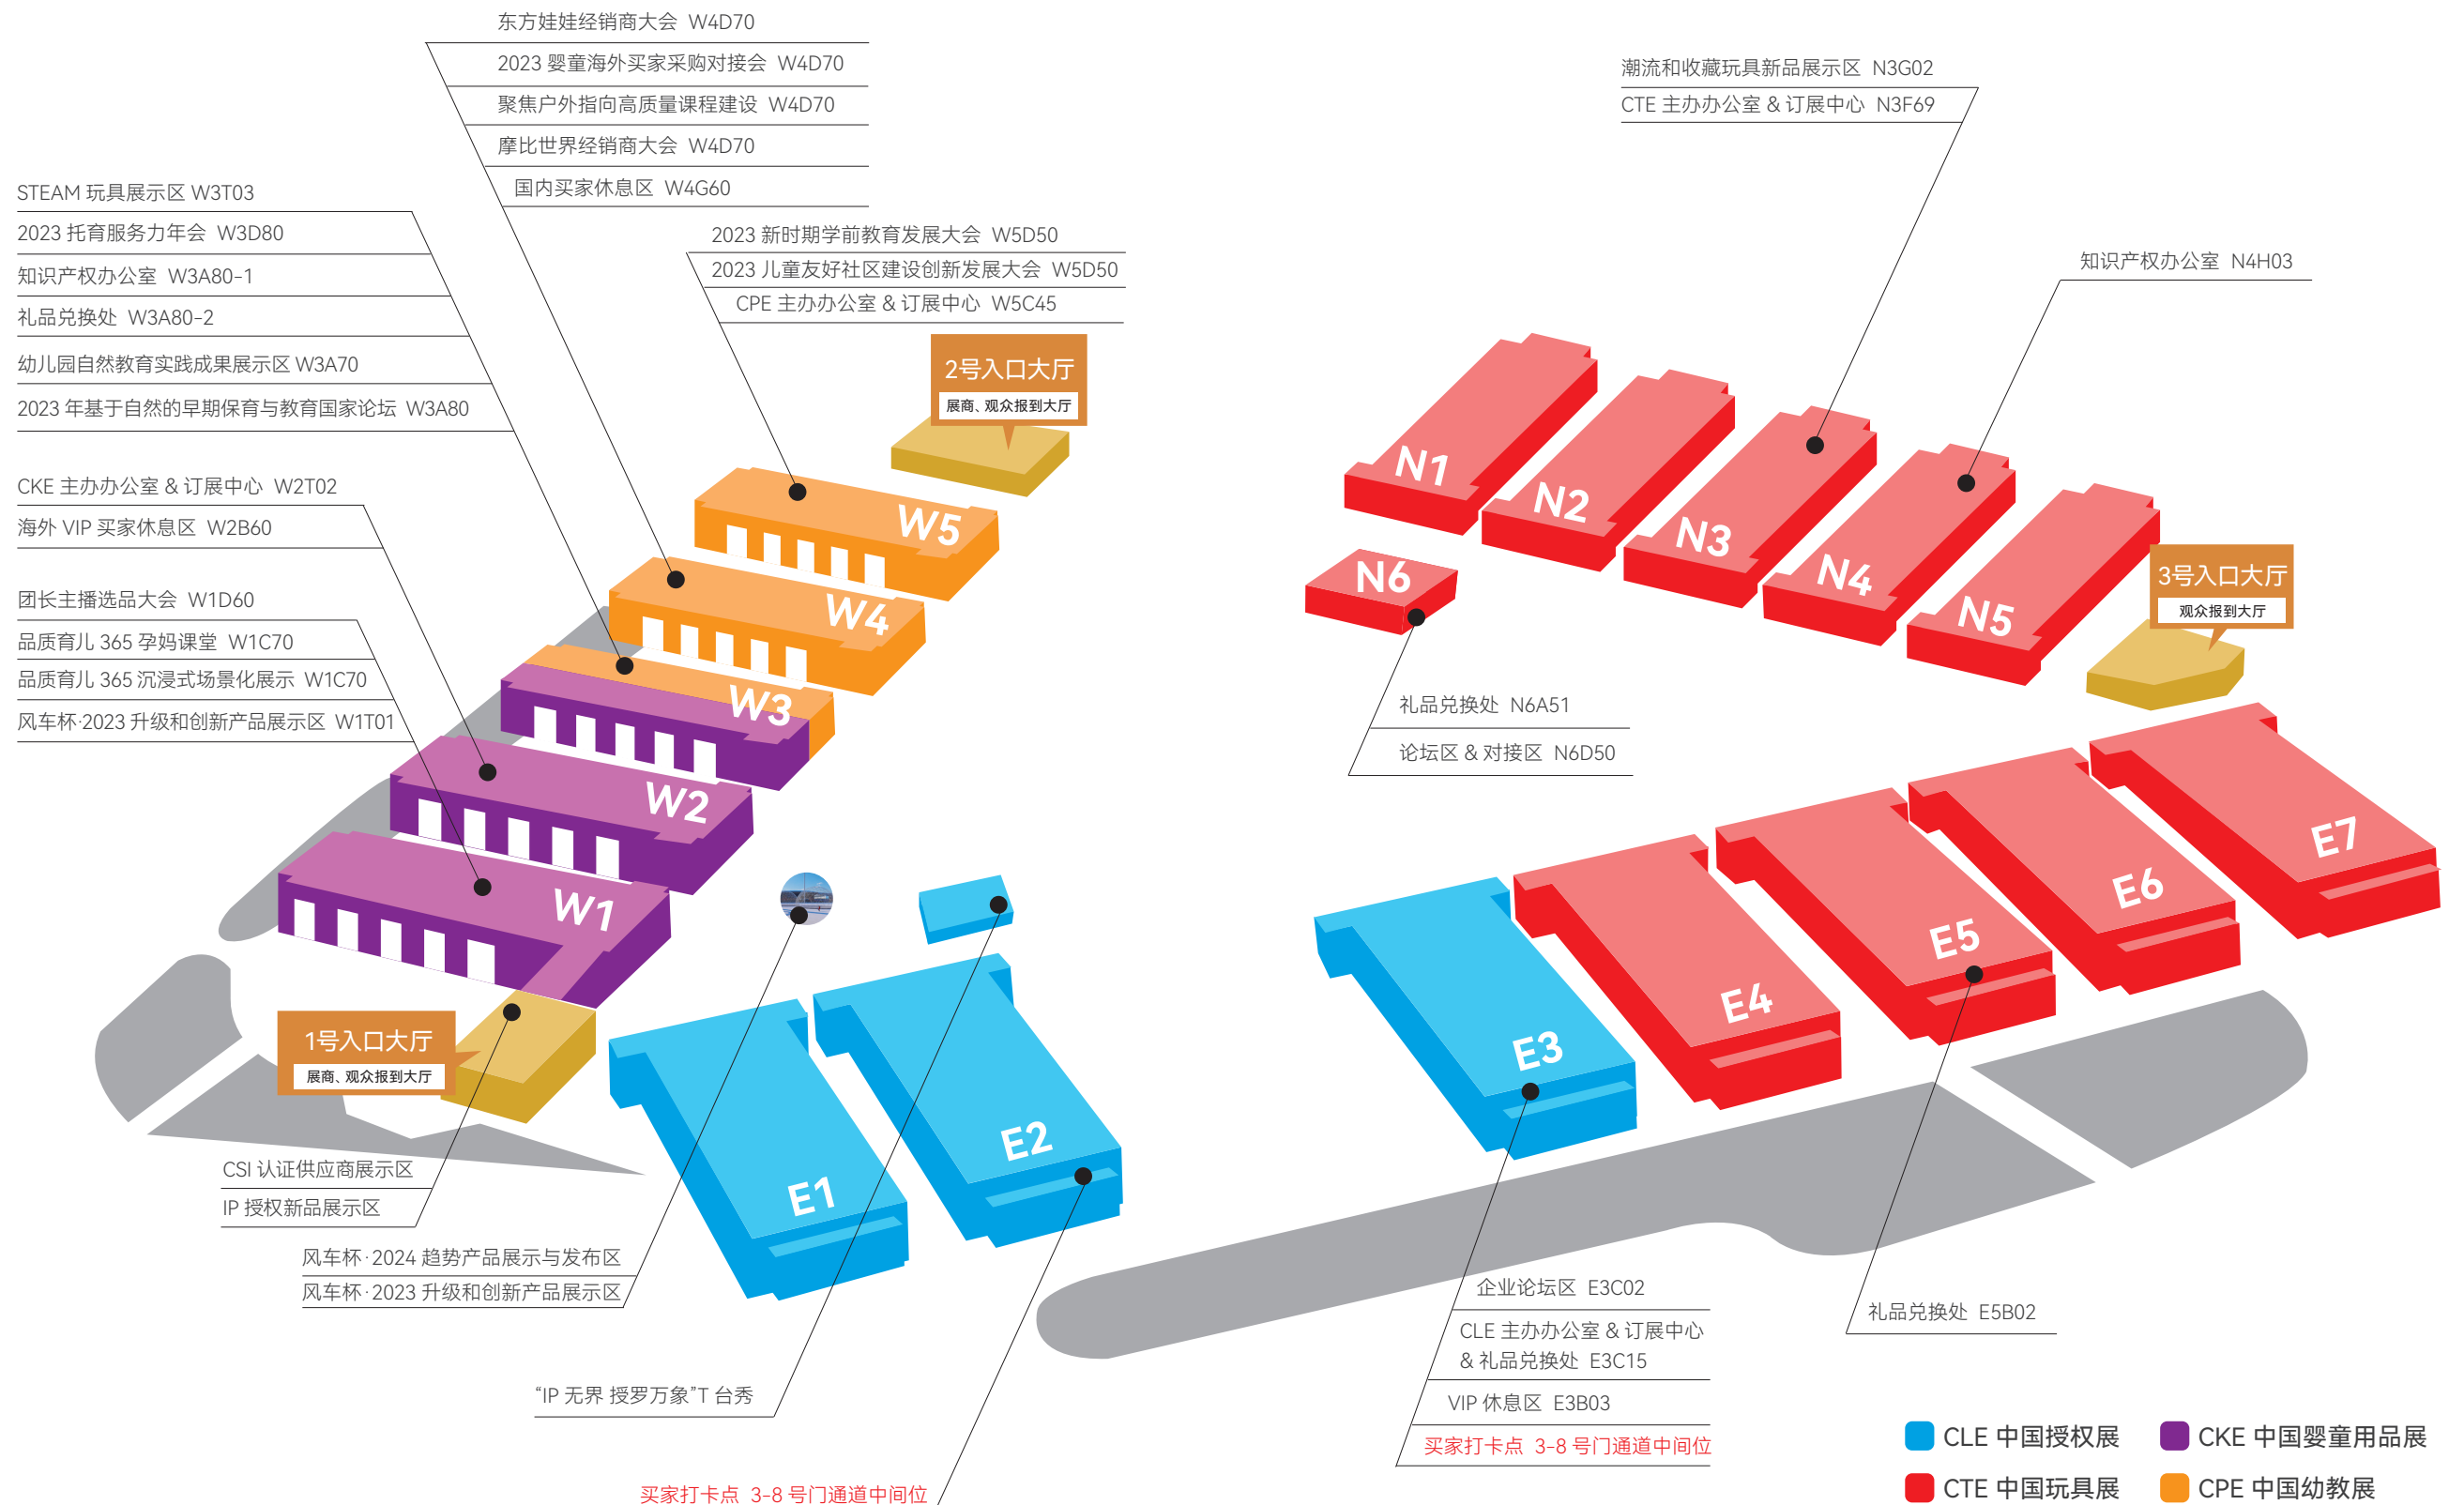 东方娃娃经销商大会 W4D70
2023 婴童海外买家采购对接会 W4D70
聚焦户外指向高质量课程建设 W4D70
摩比世界经销商大会 W4D70
国内买家休息区 W4G60
潮流和收藏玩具新品展示区 N3G02
CTE 主办办公室 & 订展中心 N3F69
STEAM 玩具展示区 W3T03
2023 托育服务力年会 W3D80
知识产权办公室 W3A80-1
礼品兑换处 W3A80-2
幼儿园自然教育实践成果展示区 W3A70
2023 年基于自然的早期保育与教育国家论坛 W3A80
2023 新时期学前教育发展大会 W5D50
2023 儿童友好社区建设创新发展大会 W5D50
CPE 主办办公室 & 订展中心 W5C45
知识产权办公室 N4H03
2号入口大厅
展商、观众报到大厅
CKE 主办办公室 & 订展中心 W2T02
海外 VIP 买家休息区 W2B60
团长主播选品大会 W1D60
品质育儿 365 孕妈课堂 W1C70
品质育儿 365 沉浸式场景化展示 W1C70
风车杯·2023 升级和创新产品展示区 W1T01
W5
W4
W3
W2
W1
N1
N2
N3
N4
N5
N6
3号入口大厅
观众报到大厅
礼品兑换处 N6A51
论坛区 & 对接区 N6D50
E7
E6
E5
E4
E3
E2
E1
1号入口大厅
展商、观众报到大厅
CSI 认证供应商展示区
IP 授权新品展示区
风车杯·2024 趋势产品展示与发布区
风车杯·2023 升级和创新产品展示区
“IP 无界 授罗万象”T 台秀
买家打卡点 3-8 号门通道中间位
企业论坛区 E3C02
CLE 主办办公室 & 订展中心
& 礼品兑换处 E3C15
VIP 休息区 E3B03
买家打卡点 3-8 号门通道中间位
礼品兑换处 E5B02
CLE 中国授权展
CKE 中国婴童用品展
CTE 中国玩具展
CPE 中国幼教展